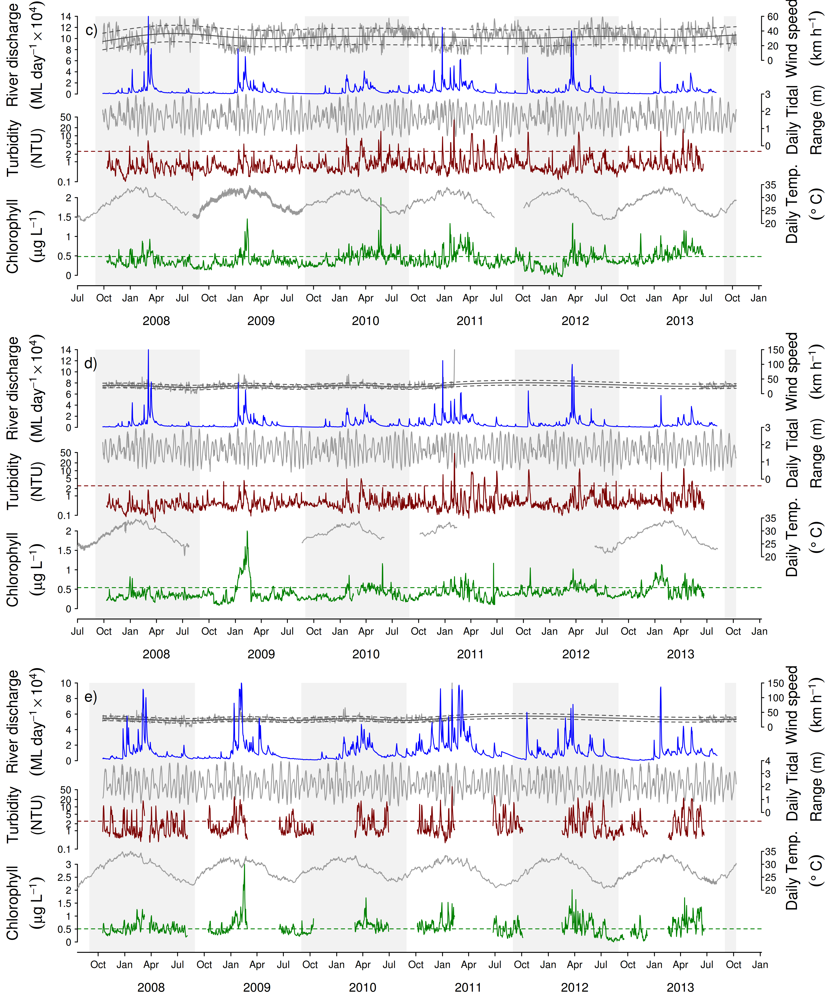 c)
River discharge
(ML day⁻¹ × 10⁴)
14
12
10
8
6
4
2
0
Wind speed
(km h⁻¹)
60
40
20
0
Daily Tidal
Range (m)
3
2
1
0
Turbidity
(NTU)
50
20
10
5
2
1
0.1
Daily Temp.
(° C)
35
30
25
20
Chlorophyll
(µg L⁻¹)
2
1.5
1
0.5
0
Jul Oct Jan Apr Jul Oct Jan Apr Jul Oct Jan Apr Jul Oct Jan Apr Jul Oct Jan Apr Jul Oct Jan Apr Jul Oct Jan
2008 2009 2010 2011 2012 2013
d)
River discharge
(ML day⁻¹ × 10⁴)
14
12
10
8
6
4
2
0
Wind speed
(km h⁻¹)
150
100
50
0
Daily Tidal
Range (m)
3
2
1
0
Turbidity
(NTU)
50
20
10
5
2
1
0.1
Daily Temp.
(° C)
35
30
25
20
Chlorophyll
(µg L⁻¹)
2
1.5
1
0.5
0
Jul Oct Jan Apr Jul Oct Jan Apr Jul Oct Jan Apr Jul Oct Jan Apr Jul Oct Jan Apr Jul Oct Jan Apr Jul Oct Jan
2008 2009 2010 2011 2012 2013
e)
River discharge
(ML day⁻¹ × 10⁴)
10
8
6
4
2
0
Wind speed
(km h⁻¹)
150
100
50
0
Daily Tidal
Range (m)
4
3
2
1
0
Turbidity
(NTU)
50
20
10
5
2
1
0.1
Daily Temp.
(° C)
35
30
25
20
Chlorophyll
(µg L⁻¹)
3
2.5
2
1.5
1
0.5
0
Oct Jan Apr Jul Oct Jan Apr Jul Oct Jan Apr Jul Oct Jan Apr Jul Oct Jan Apr Jul Oct Jan Apr Jul Oct Jan
2008 2009 2010 2011 2012 2013